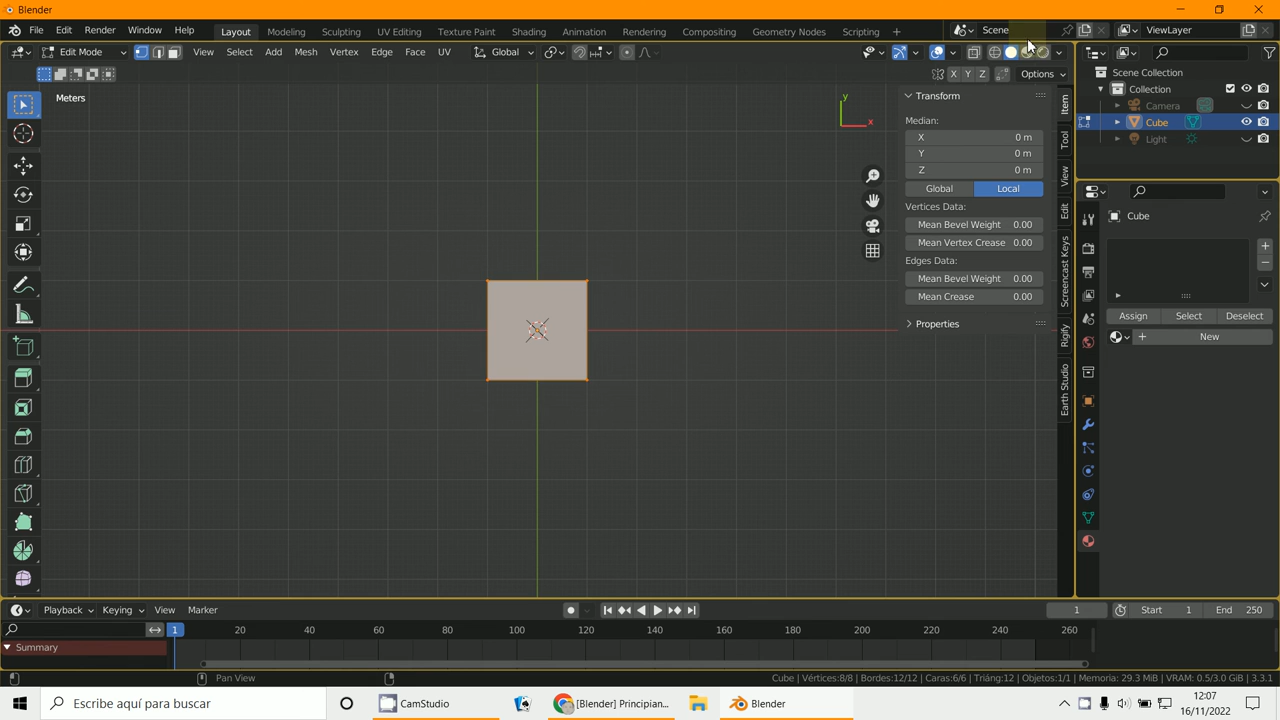 Blender
File Edit Render Window Help Layout Modeling Sculpting UV Editing Texture Paint Shading Animation Rendering Compositing Geometry Nodes Scripting + Scene ViewLayer
Edit Mode View Select Add Mesh Vertex Edge Face UV Global
X Y Z Options
Meters
y
x
Transform
Median:
X 0 m
Y 0 m
Z 0 m
Global Local
Vertices Data:
Mean Bevel Weight 0.00
Mean Vertex Crease 0.00
Edges Data:
Mean Bevel Weight 0.00
Mean Crease 0.00
Properties
Item
Tool
View
Edit
Screencast Keys
Rigify
Earth Studio
Scene Collection
Collection
Camera
Cube
Light
Cube
Assign Select Deselect
New
Playback Keying View Marker 1 Start 1 End 250
1 20 40 60 80 100 120 140 160 180 200 220 240 260
Summary
Pan View Cube | Vértices:8/8 | Bordes:12/12 | Caras:6/6 | Triáng:12 | Objetos:1/1 | Memoria: 29.3 MiB | VRAM: 0.5/3.0 GiB | 3.3.1
Escribe aquí para buscar CamStudio [Blender] Principian... Blender
12:07
16/11/2022